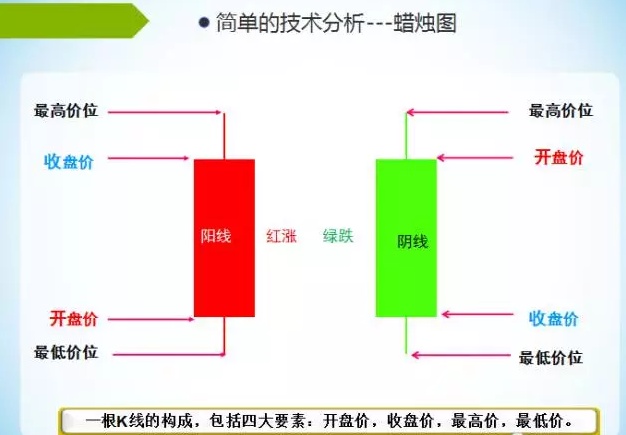 ● 简单的技术分析---蜡烛图
最高价位
最高价位
收盘价
开盘价
阳线 红涨 绿跌 阴线
开盘价
收盘价
最低价位
最低价位
一根K线的构成，包括四大要素：开盘价，收盘价，最高价，最低价。